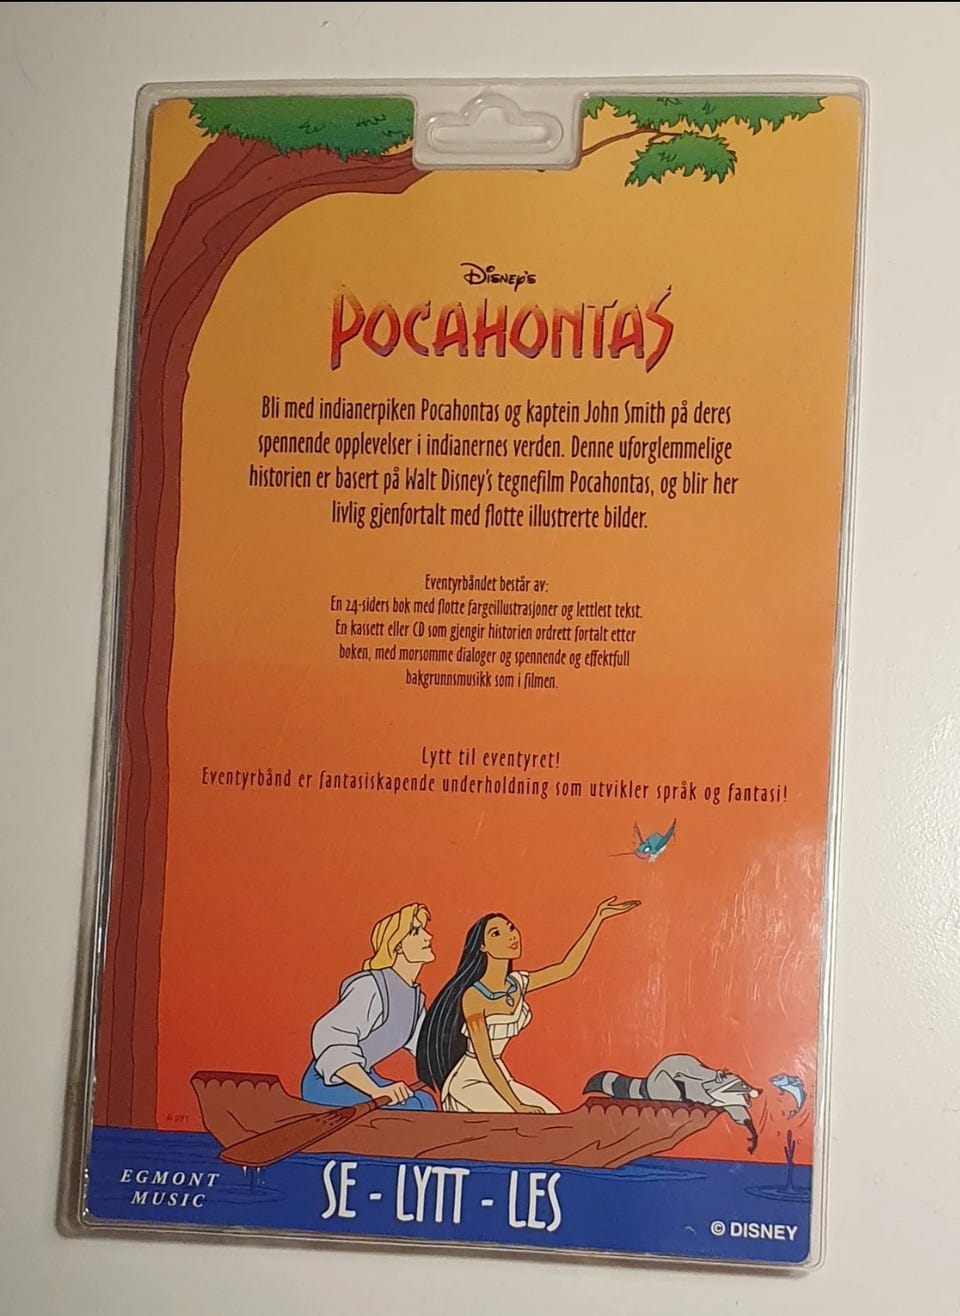 Disney's
POCAHONTAS
Bli med indianerpiken Pocahontas og kaptein John Smith på deres
spennende opplevelser i indianernes verden. Denne uforglemmelige
historien er basert på Walt Disney's tegnefilm Pocahontas, og blir her
livlig gjenfortalt med flotte illustrerte bilder.
Eventyrbåndet består av:
En 24-siders bok med flotte fargeillustrasjoner og lettlest tekst.
En kassett eller CD som gjengir historien ordrett fortalt etter
boken, med morsomme dialoger og spennende og effektfull
bakgrunnsmusikk som i filmen.
Lytt til eventyret!
Eventyrbånd er fantasiskapende underholdning som utvikler språk og fantasi!
EGMONT
MUSIC
SE - LYTT - LES
© DISNEY